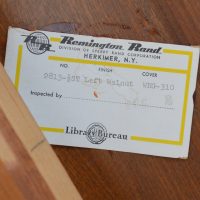 Remington Rand
DIVISION OF SPERRY RAND CORPORATION
HERKIMER, N.Y.
NO. FINISH COVER
Left Walnut
Inspected by
Library Bureau